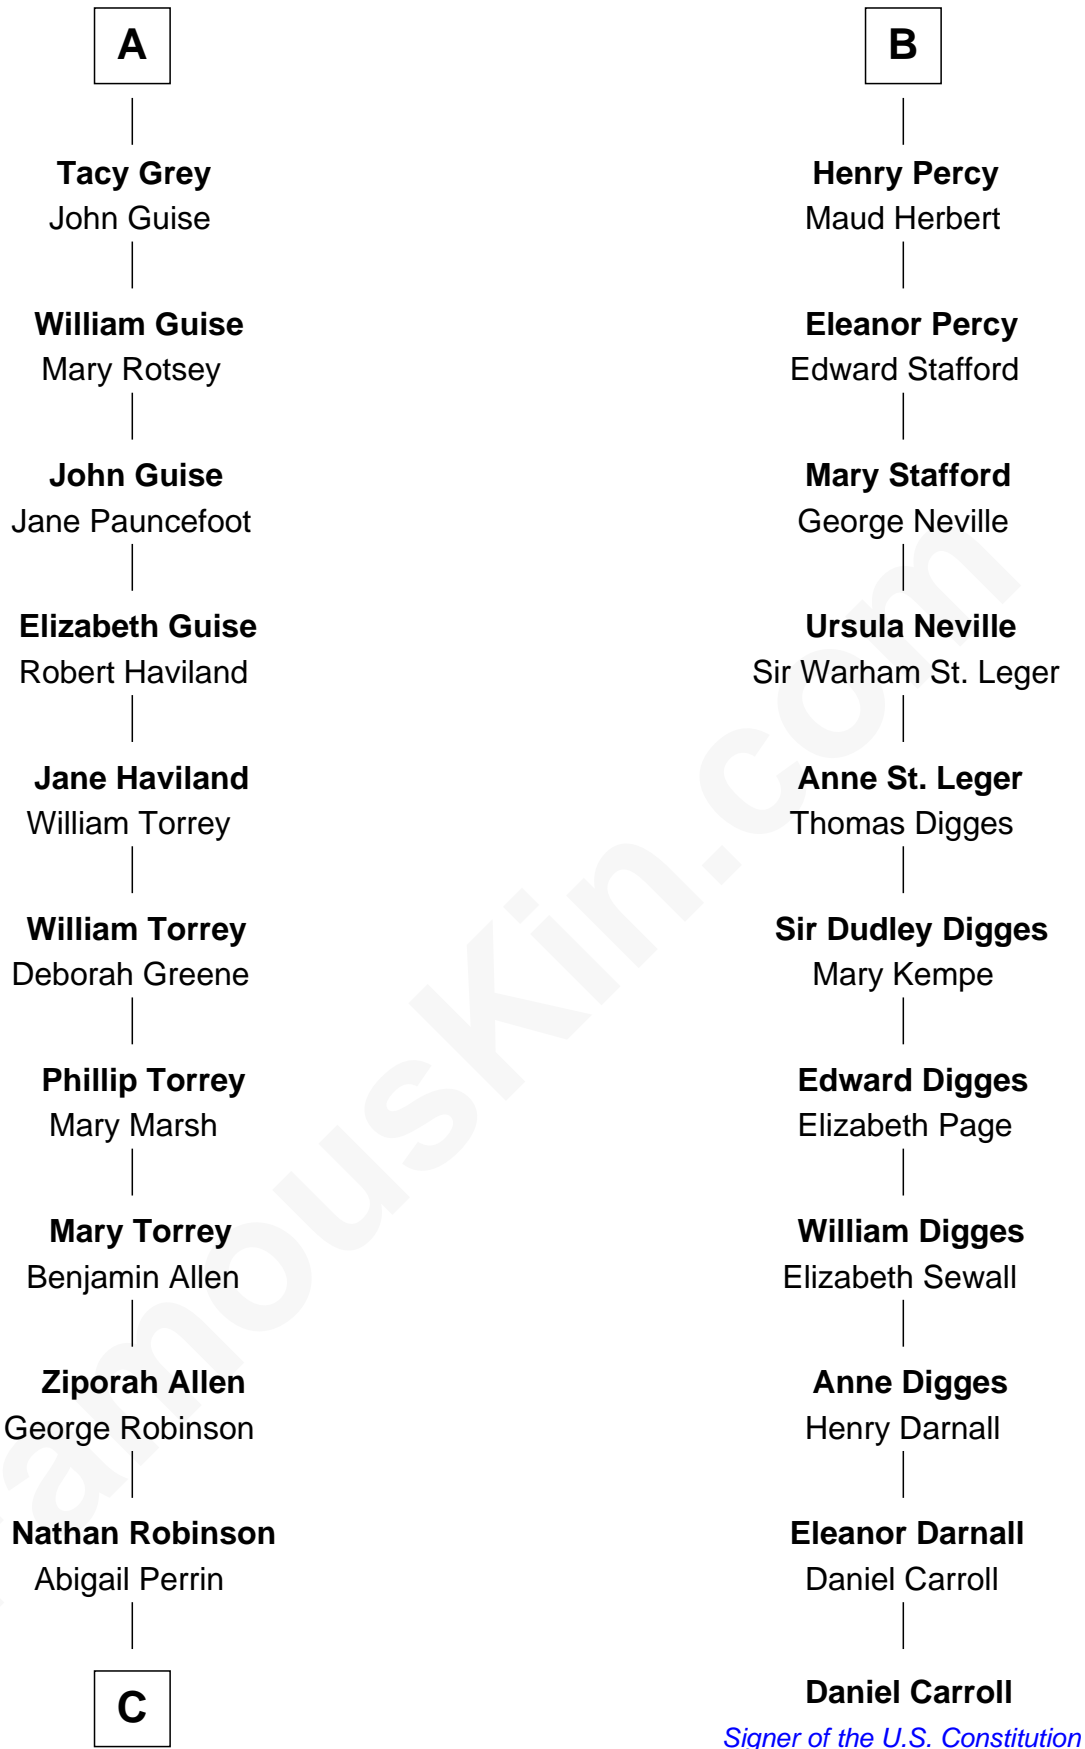 A
Tacy Grey
John Guise
William Guise
Mary Rotsey
John Guise
Jane Pauncefoot
Elizabeth Guise
Robert Haviland
Jane Haviland
William Torrey
William Torrey
Deborah Greene
Phillip Torrey
Mary Marsh
Mary Torrey
Benjamin Allen
Ziporah Allen
George Robinson
Nathan Robinson
Abigail Perrin
C
B
Henry Percy
Maud Herbert
Eleanor Percy
Edward Stafford
Mary Stafford
George Neville
Ursula Neville
Sir Warham St. Leger
Anne St. Leger
Thomas Digges
Sir Dudley Digges
Mary Kempe
Edward Digges
Elizabeth Page
William Digges
Elizabeth Sewall
Anne Digges
Henry Darnall
Eleanor Darnall
Daniel Carroll
Daniel Carroll
Signer of the U.S. Constitution
FamousKin.com